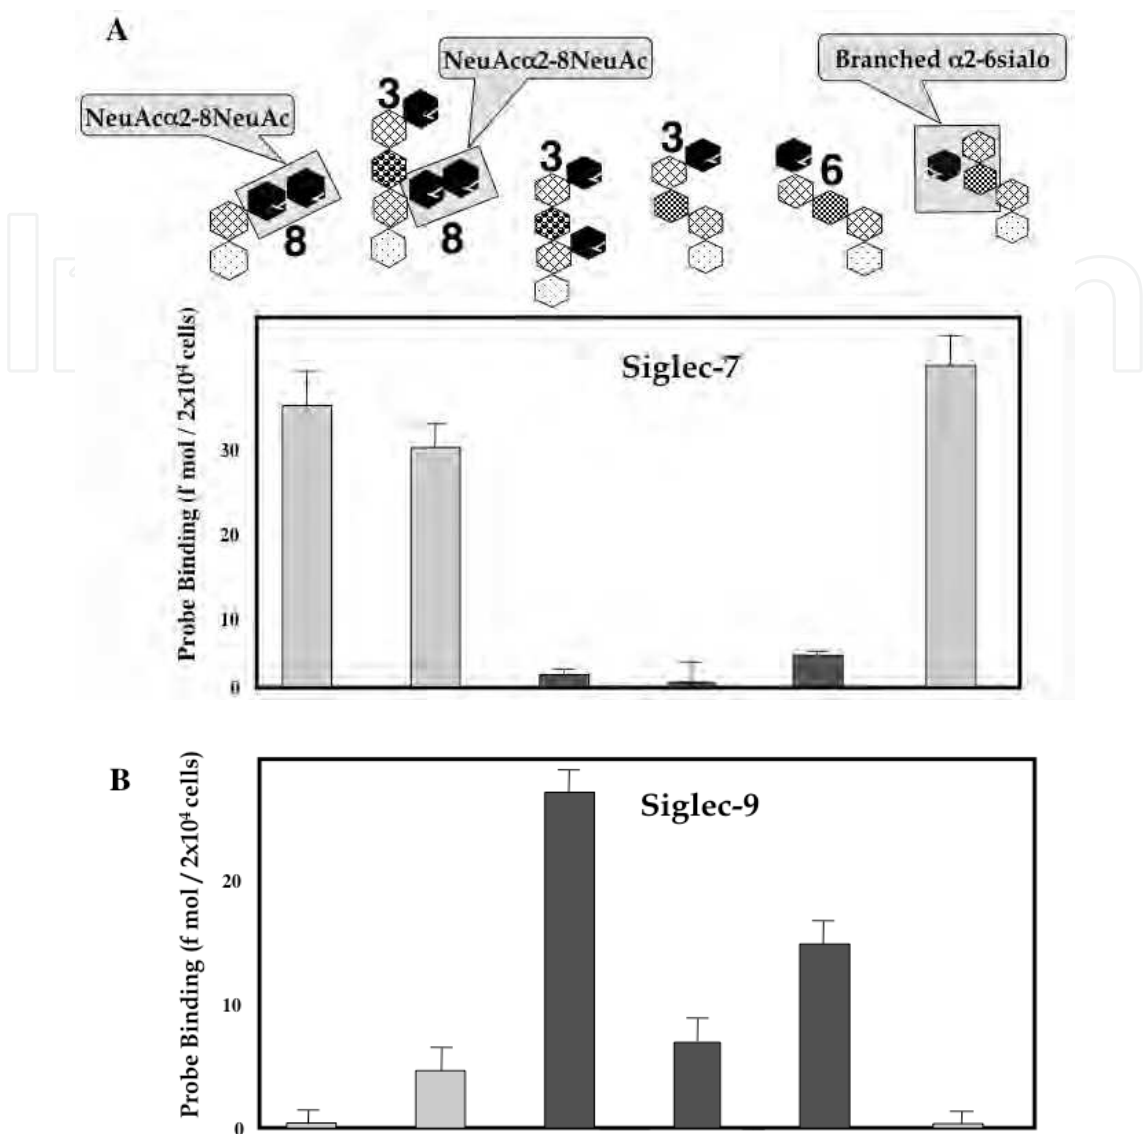 A
NeuAcα2-8NeuAc
Branched α2-6sialo
NeuAcα2-8NeuAc
3
3
3
6
8
8
Siglec-7
Probe Binding (f mol / 2x10⁴ cells)
30
20
10
0
B
Siglec-9
Probe Binding (f mol / 2x10⁴ cells)
20
10
0